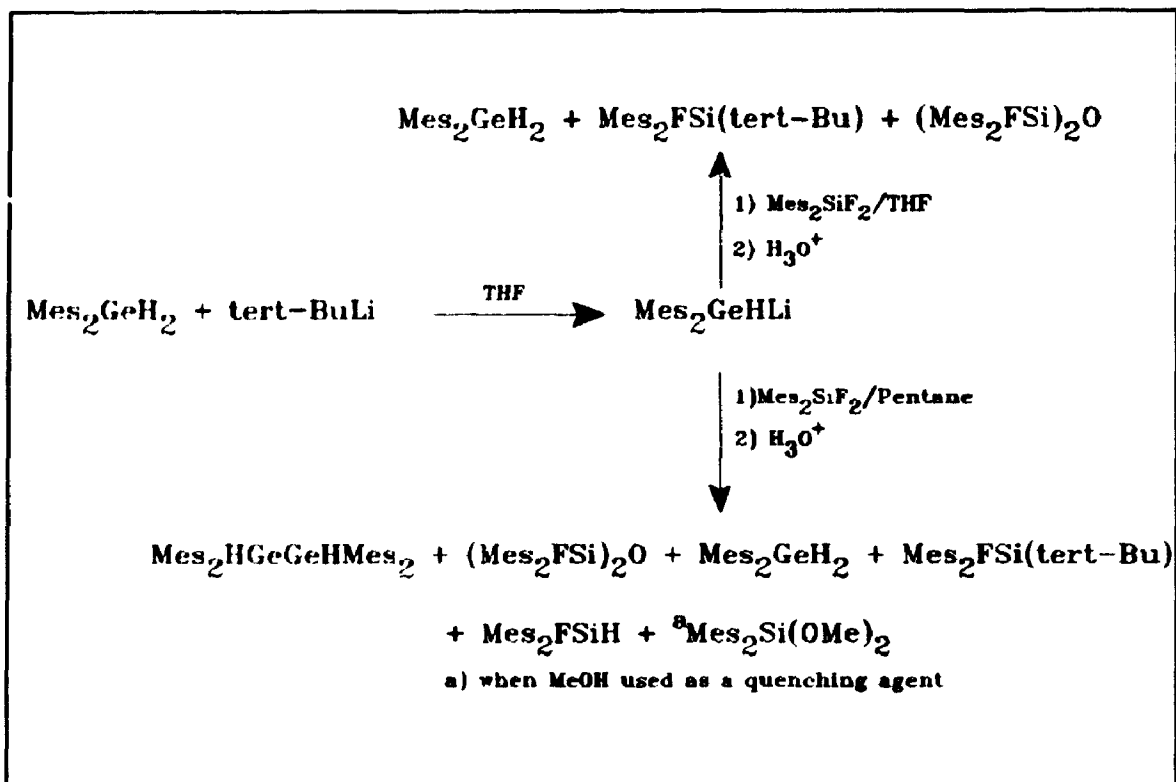 Mes₂GeH₂ + Mes₂FSi(tert-Bu) + (Mes₂FSi)₂O
1) Mes₂SiF₂/THF
2) H₃O⁺
Mes₂GeH₂ + tert-BuLi THF Mes₂GeHLi
1)Mes₂SiF₂/Pentane
2) H₃O⁺
Mes₂HGeGeHMes₂ + (Mes₂FSi)₂O + Mes₂GeH₂ + Mes₂FSi(tert-Bu)
+ Mes₂FSiH + ᵃMes₂Si(OMe)₂
a) when MeOH used as a quenching agent